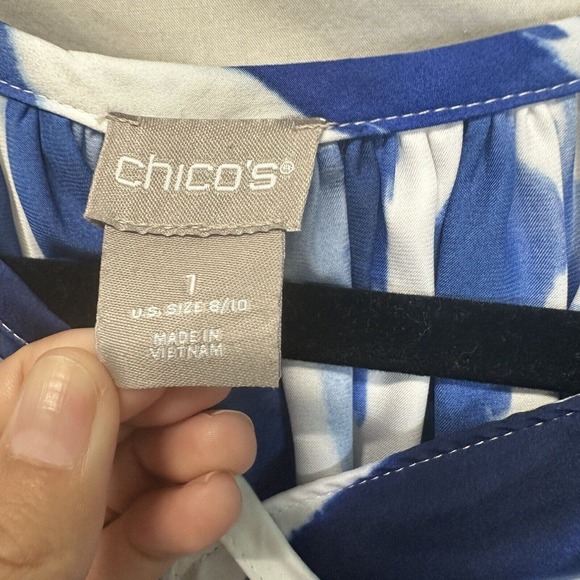 chico's®
1
U.S. SIZE 8/10
MADE IN
VIETNAM